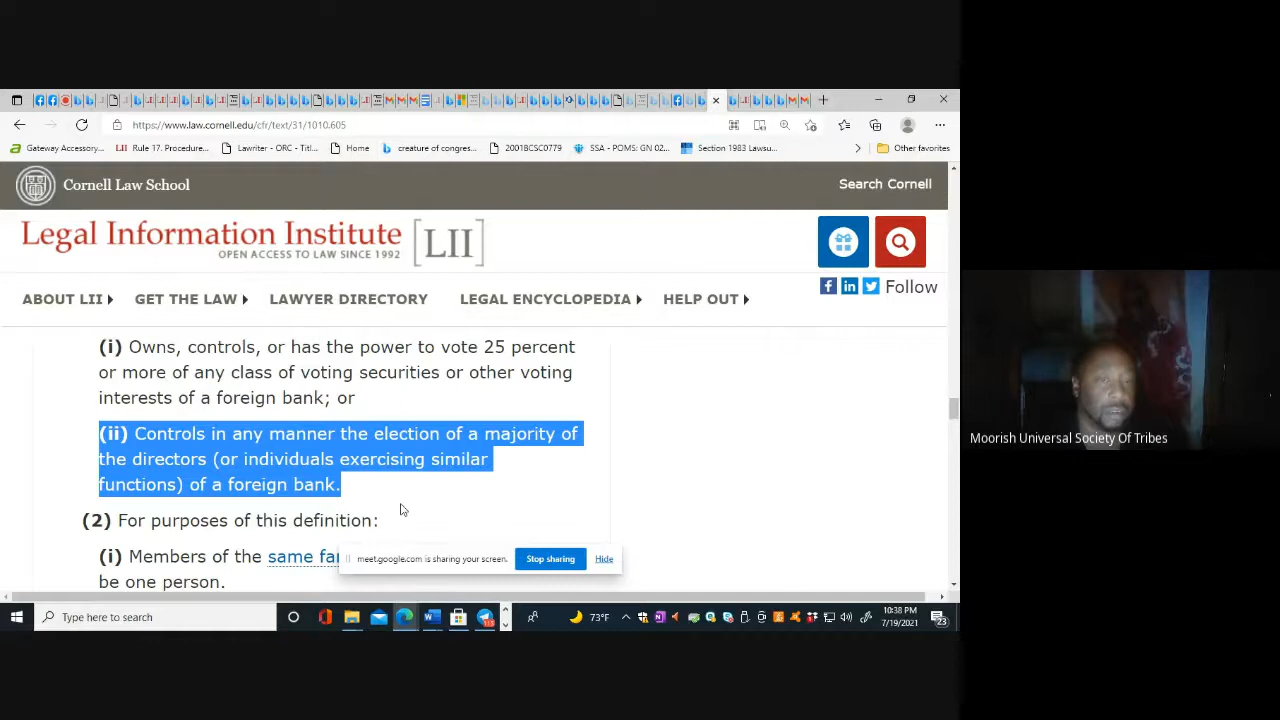 https://www.law.cornell.edu/cfr/text/31/1010.605
Gateway Accessory...
LII Rule 17. Procedure...
Lawriter - ORC - Titl...
Home
creature of congres...
2001BCSC0779
SSA - POMS: GN 02...
Section 1983 Lawsu...
Other favorites
Cornell Law School
Search Cornell
Legal Information Institute [LII]
OPEN ACCESS TO LAW SINCE 1992
ABOUT LII GET THE LAW LAWYER DIRECTORY LEGAL ENCYCLOPEDIA HELP OUT
Follow
(i) Owns, controls, or has the power to vote 25 percent
or more of any class of voting securities or other voting
interests of a foreign bank; or
(ii) Controls in any manner the election of a majority of
the directors (or individuals exercising similar
functions) of a foreign bank.
(2) For purposes of this definition:
(i) Members of the same fa
be one person.
meet.google.com is sharing your screen.
Stop sharing
Hide
Moorish Universal Society Of Tribes
Type here to search
73°F
10:38 PM
7/19/2021
23